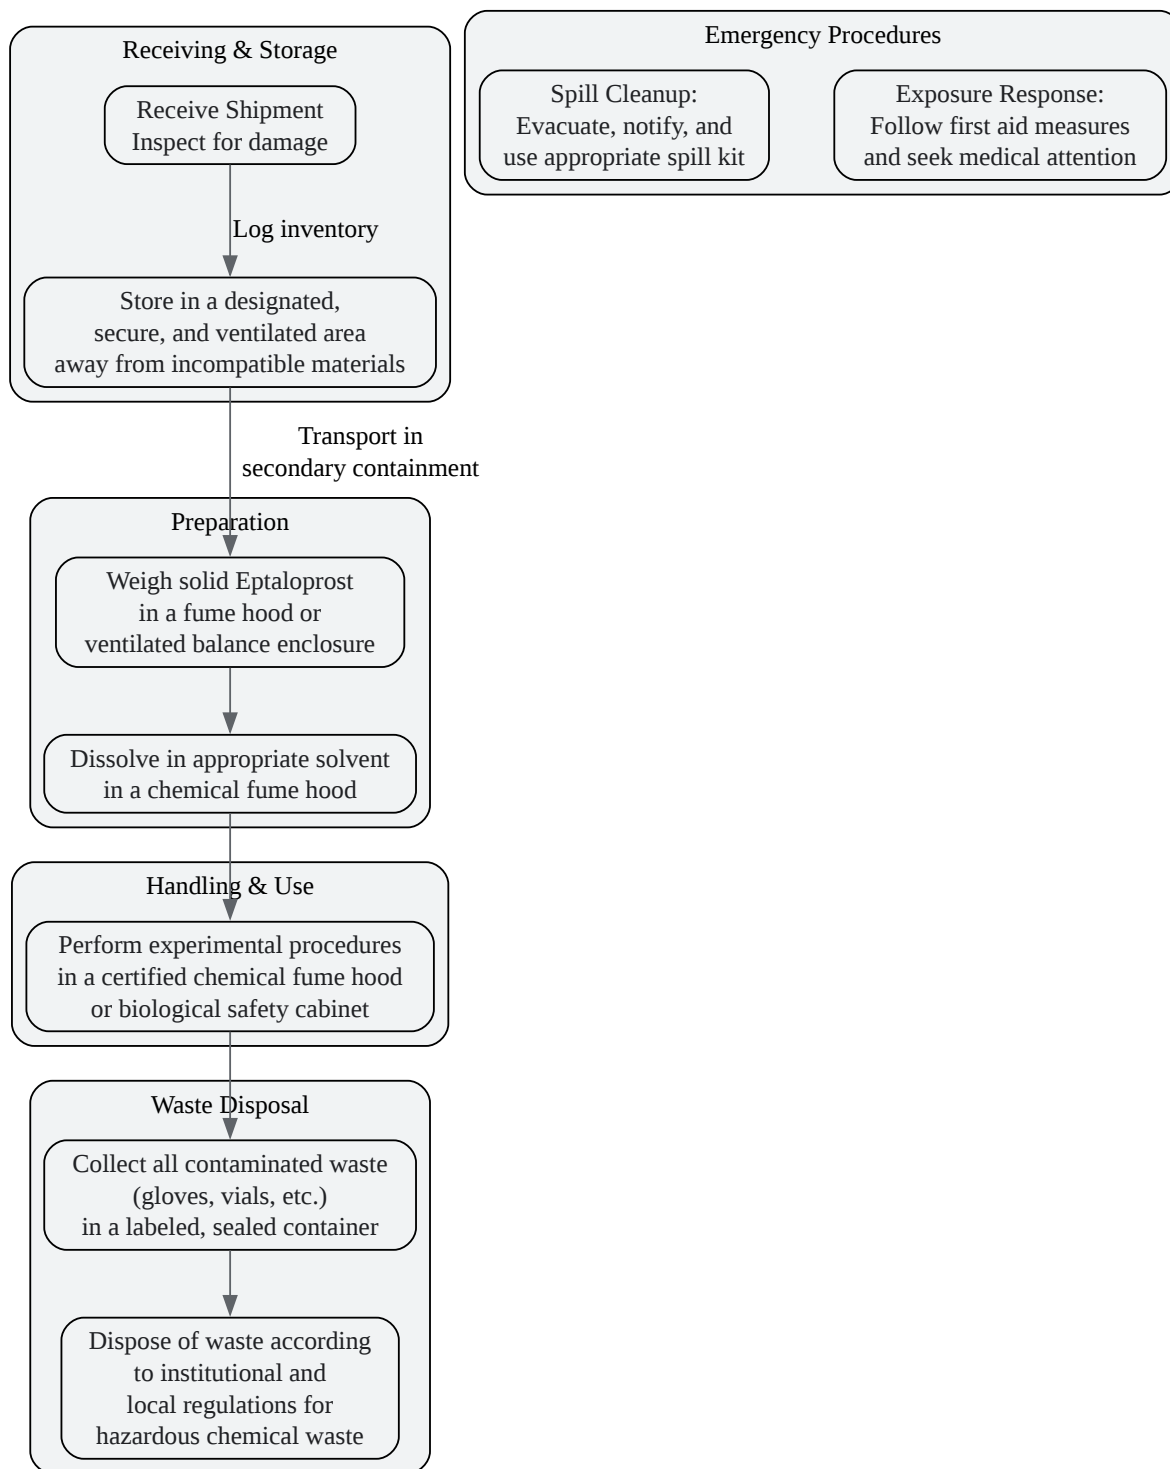 Receiving & Storage
Receive Shipment
Inspect for damage
Log inventory
Store in a designated,
secure, and ventilated area
away from incompatible materials
Transport in
secondary containment
Preparation
Weigh solid Eptaloprost
in a fume hood or
ventilated balance enclosure
Dissolve in appropriate solvent
in a chemical fume hood
Handling & Use
Perform experimental procedures
in a certified chemical fume hood
or biological safety cabinet
Waste Disposal
Collect all contaminated waste
(gloves, vials, etc.)
in a labeled, sealed container
Dispose of waste according
to institutional and
local regulations for
hazardous chemical waste
Emergency Procedures
Spill Cleanup:
Evacuate, notify, and
use appropriate spill kit
Exposure Response:
Follow first aid measures
and seek medical attention